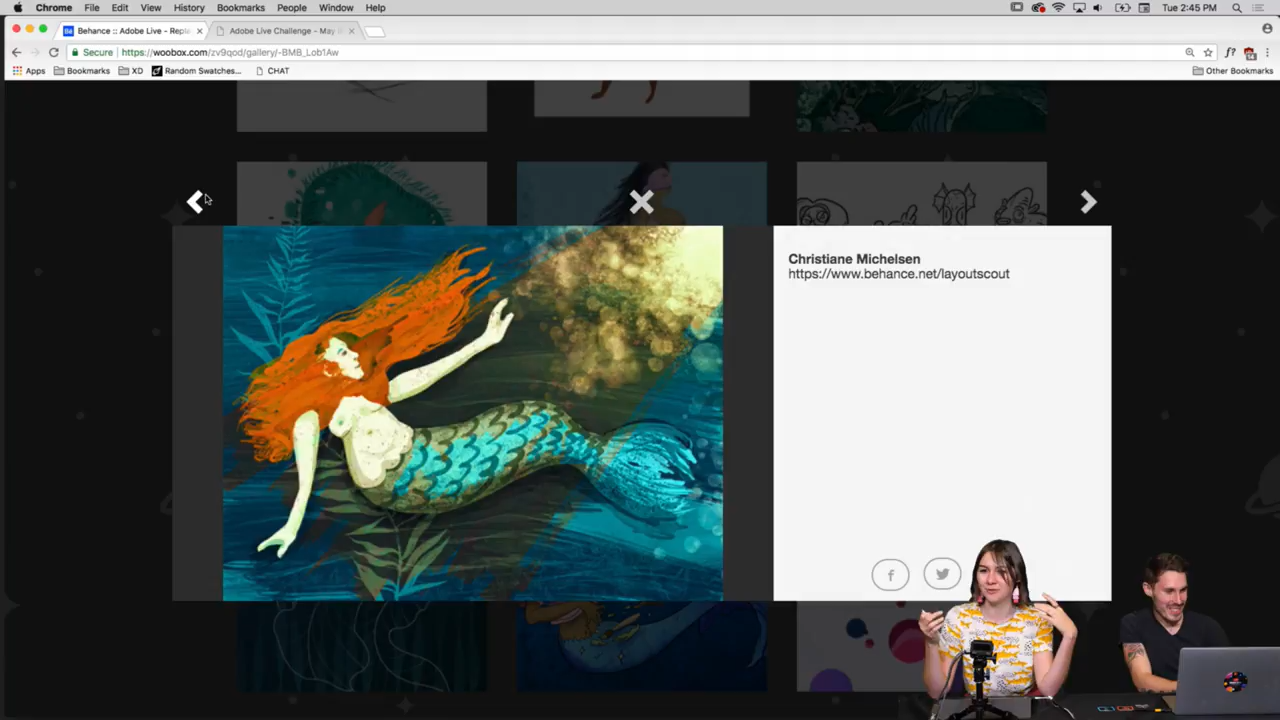 Chrome File Edit View History Bookmarks People Window Help Tue 2:45 PM
Bē Behance :: Adobe Live - Repla Adobe Live Challenge - May
Secure https://woobox.com/zv9qod/gallery/-BMB_Lob1Aw f?
Apps Bookmarks XD Random Swatches... CHAT Other Bookmarks
Christiane Michelsen
https://www.behance.net/layoutscout
f